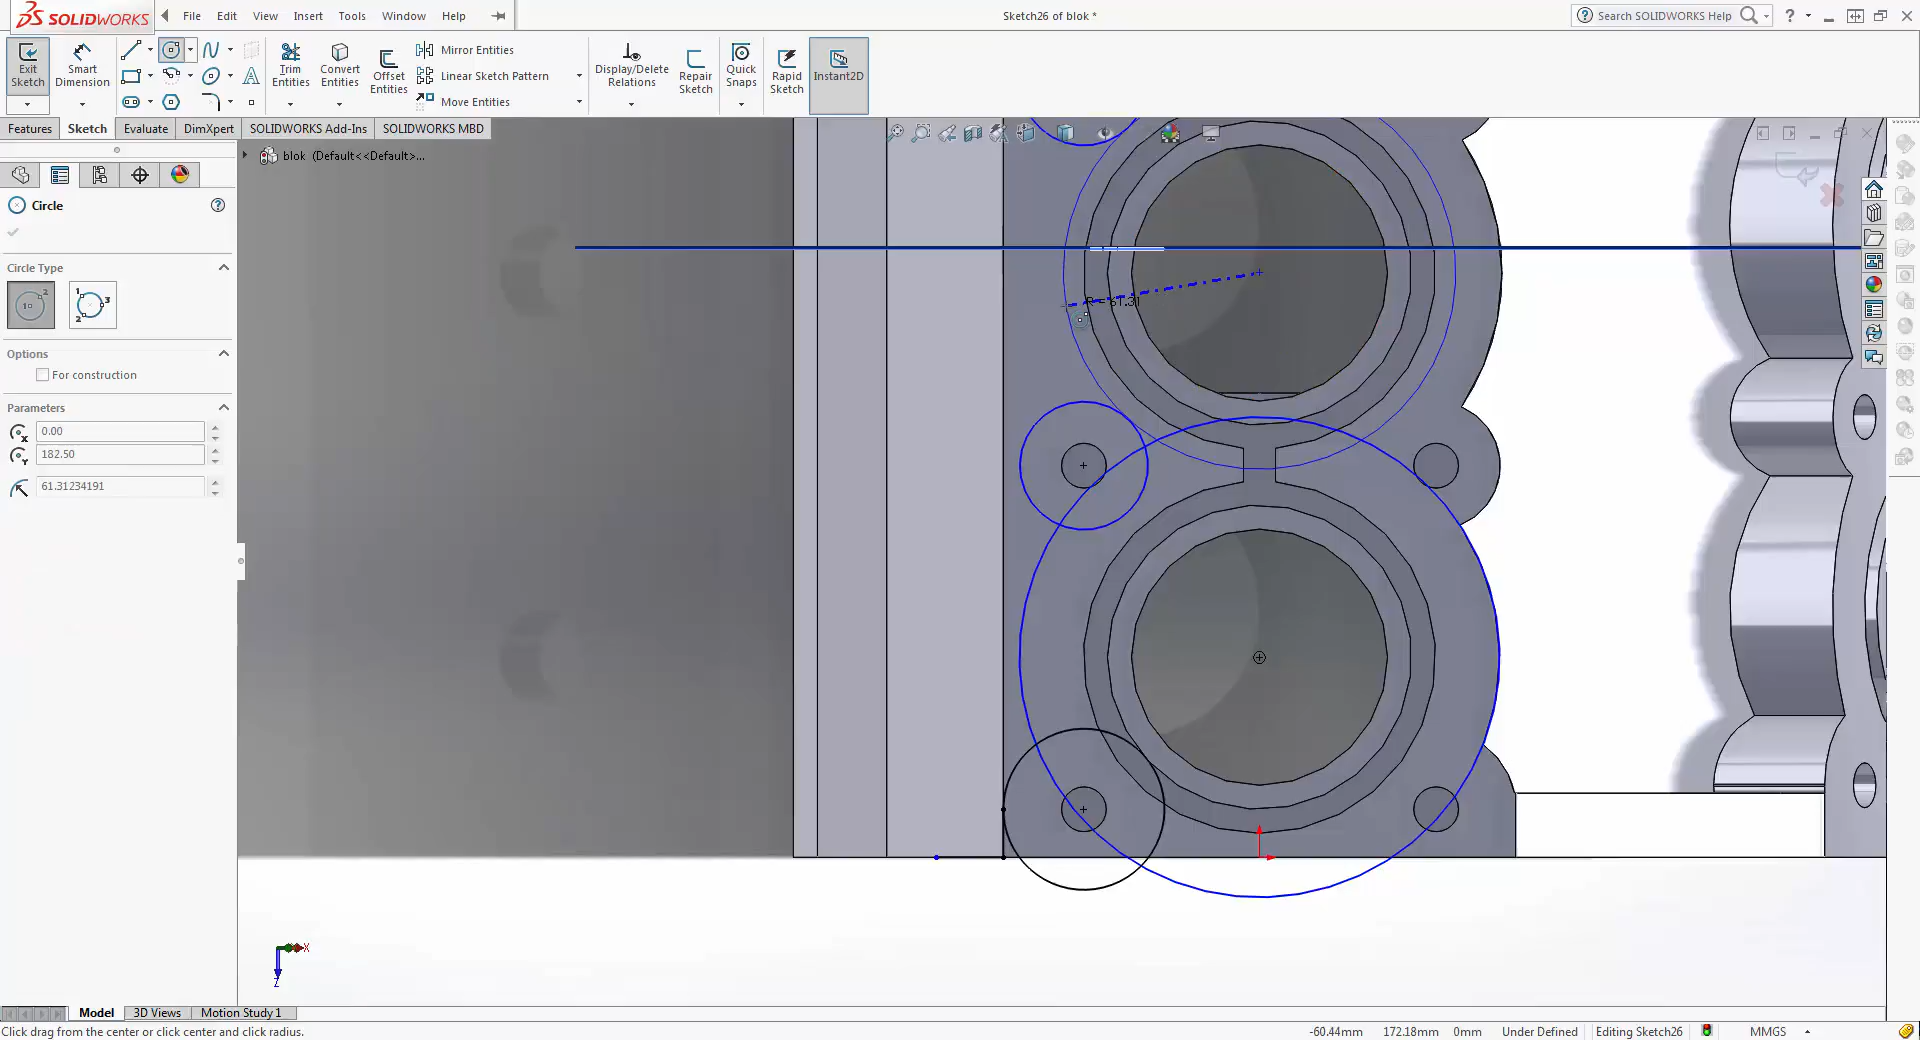 SOLIDWORKS File Edit View Insert Tools Window Help Sketch26 of blok * Search SOLIDWORKS Help ?
Exit Sketch
Smart Dimension
Trim Entities
Convert Entities
Offset Entities
Mirror Entities
Linear Sketch Pattern
Move Entities
Display/Delete Relations
Repair Sketch
Quick Snaps
Rapid Sketch
Instant2D
Features Sketch Evaluate DimXpert SOLIDWORKS Add-Ins SOLIDWORKS MBD
blok (Default<<Default>...
Circle
Circle Type
Options
For construction
Parameters
0.00
182.50
61.31234191
R = 61.31
X
Z
Model 3D Views Motion Study 1
Click drag from the center or click center and click radius. -60.44mm 172.18mm 0mm Under Defined Editing Sketch26 MMGS